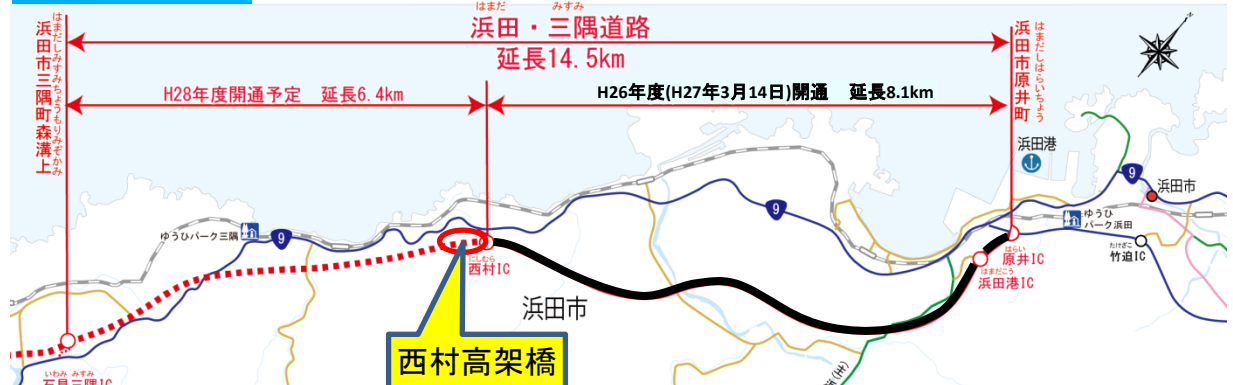 はまだ みすみ
浜田・三隅道路
延長14.5km
H28年度開通予定 延長6.4km
H26年度(H27年3月14日)開通 延長8.1km
はまだしみすみちょうもりみぞかみ
浜田市三隅町森溝上
はまだしはらいちょう
浜田市原井町
浜田港
9
浜田市
ゆうひ
パーク浜田
たけざこ
竹迫IC
9
ゆうひパーク三隅
9
にしむら
西村IC
はらい
原井IC
はまだこう
浜田港IC
浜田市
西村高架橋
いわみ みすみ
石見三隅IC